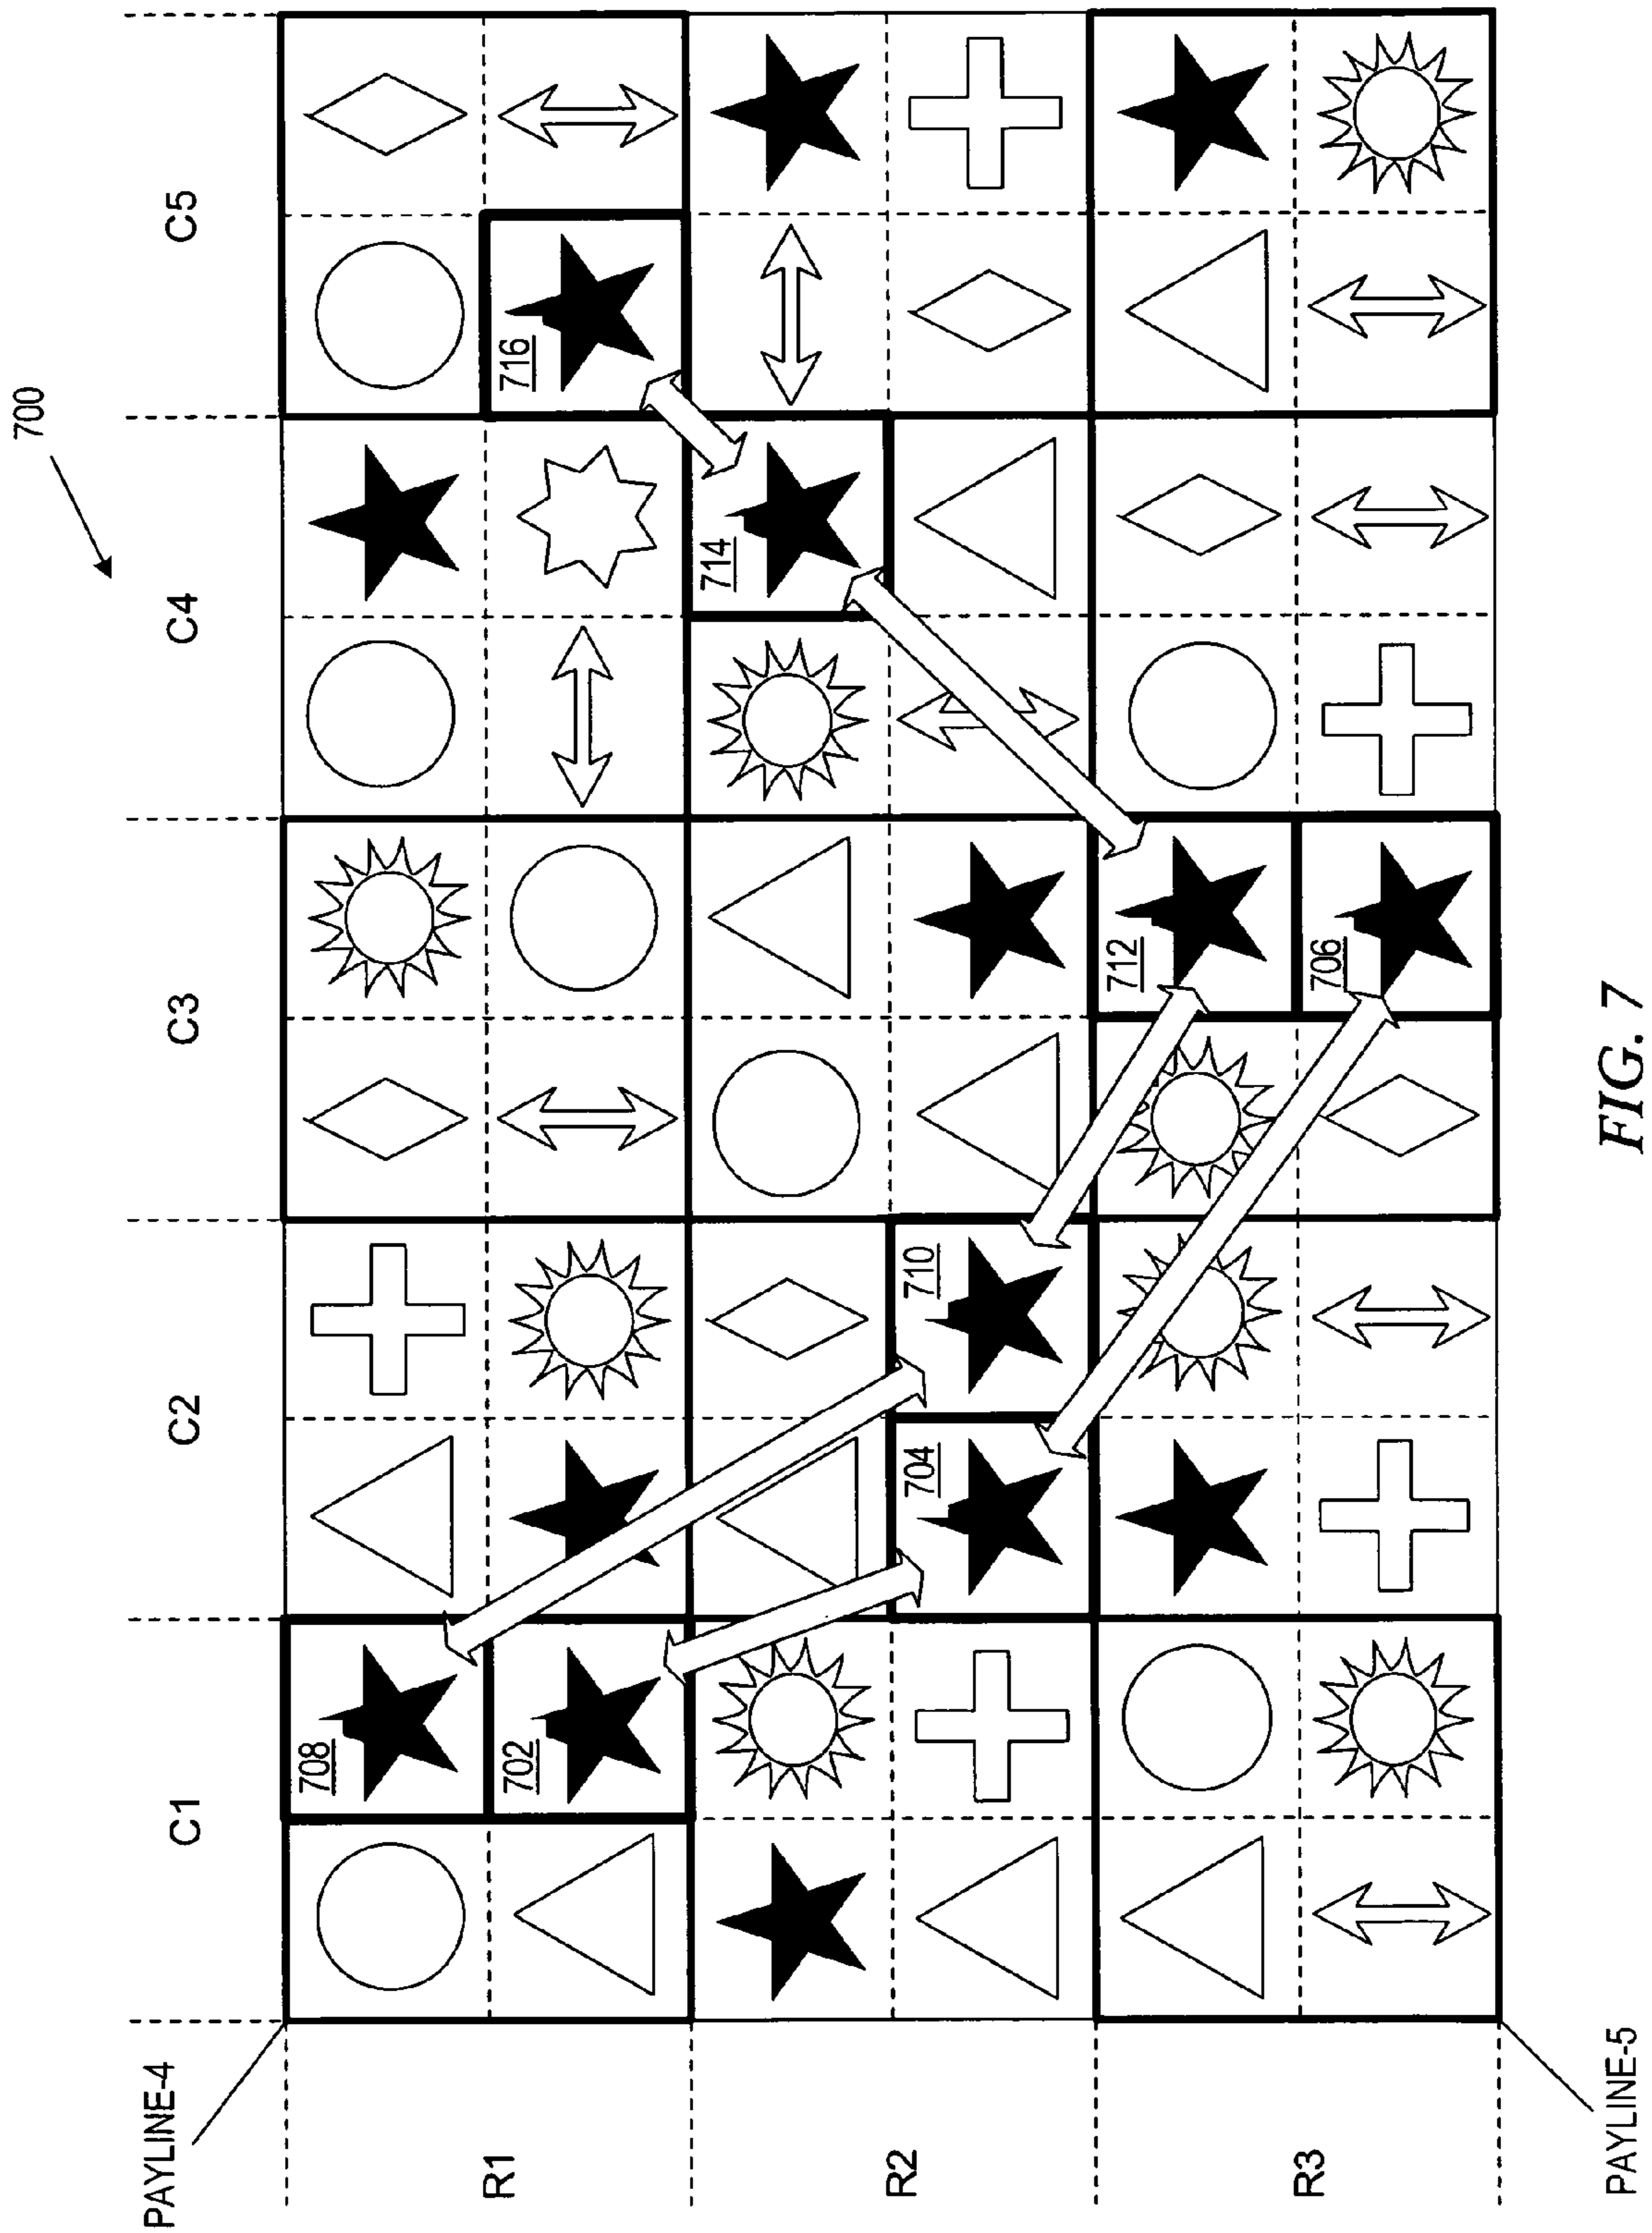 700
C1
C2
C3
C4
C5
PAYLINE-4
R1
708
702
716
714
R2
704
710
R3
712
706
PAYLINE-5
FIG. 7